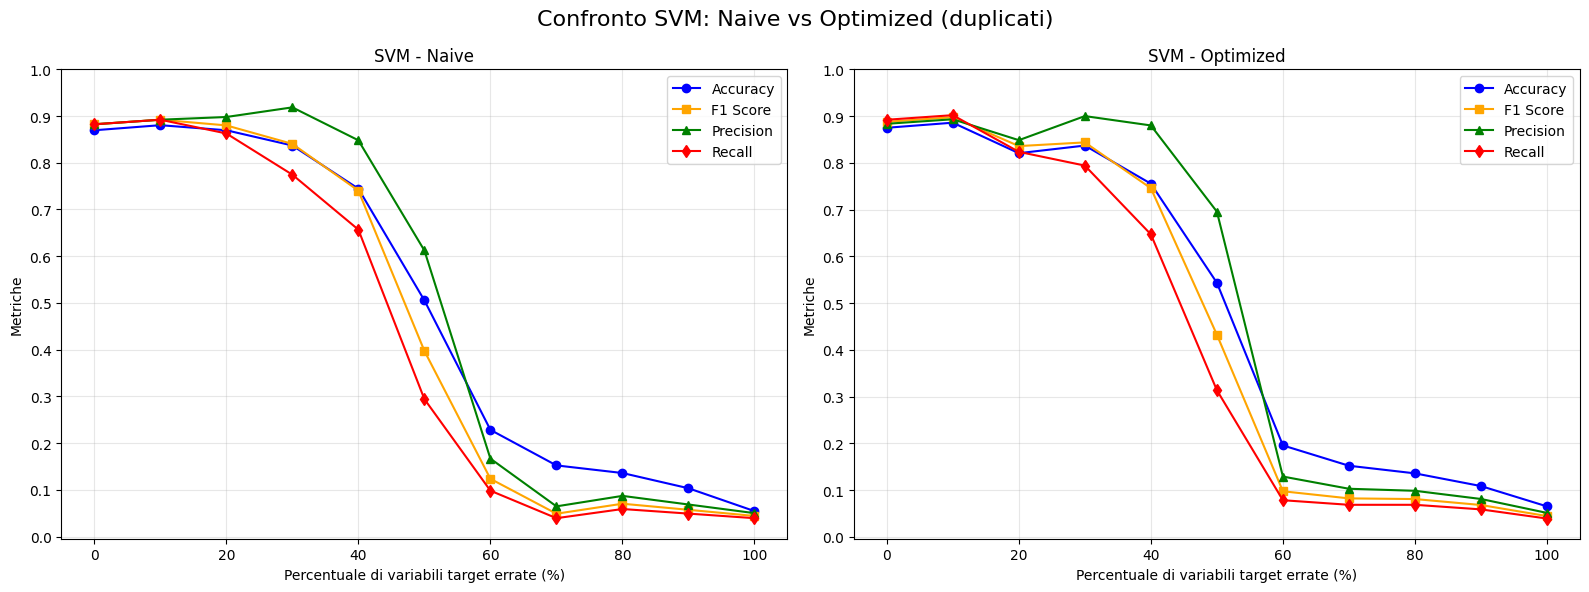 Confronto SVM: Naive vs Optimized (duplicati)
SVM - Naive
Metriche
1.0
0.9
0.8
0.7
0.6
0.5
0.4
0.3
0.2
0.1
0.0
0 20 40 60 80 100
Percentuale di variabili target errate (%)
Accuracy
F1 Score
Precision
Recall
SVM - Optimized
Metriche
1.0
0.9
0.8
0.7
0.6
0.5
0.4
0.3
0.2
0.1
0.0
0 20 40 60 80 100
Percentuale di variabili target errate (%)
Accuracy
F1 Score
Precision
Recall